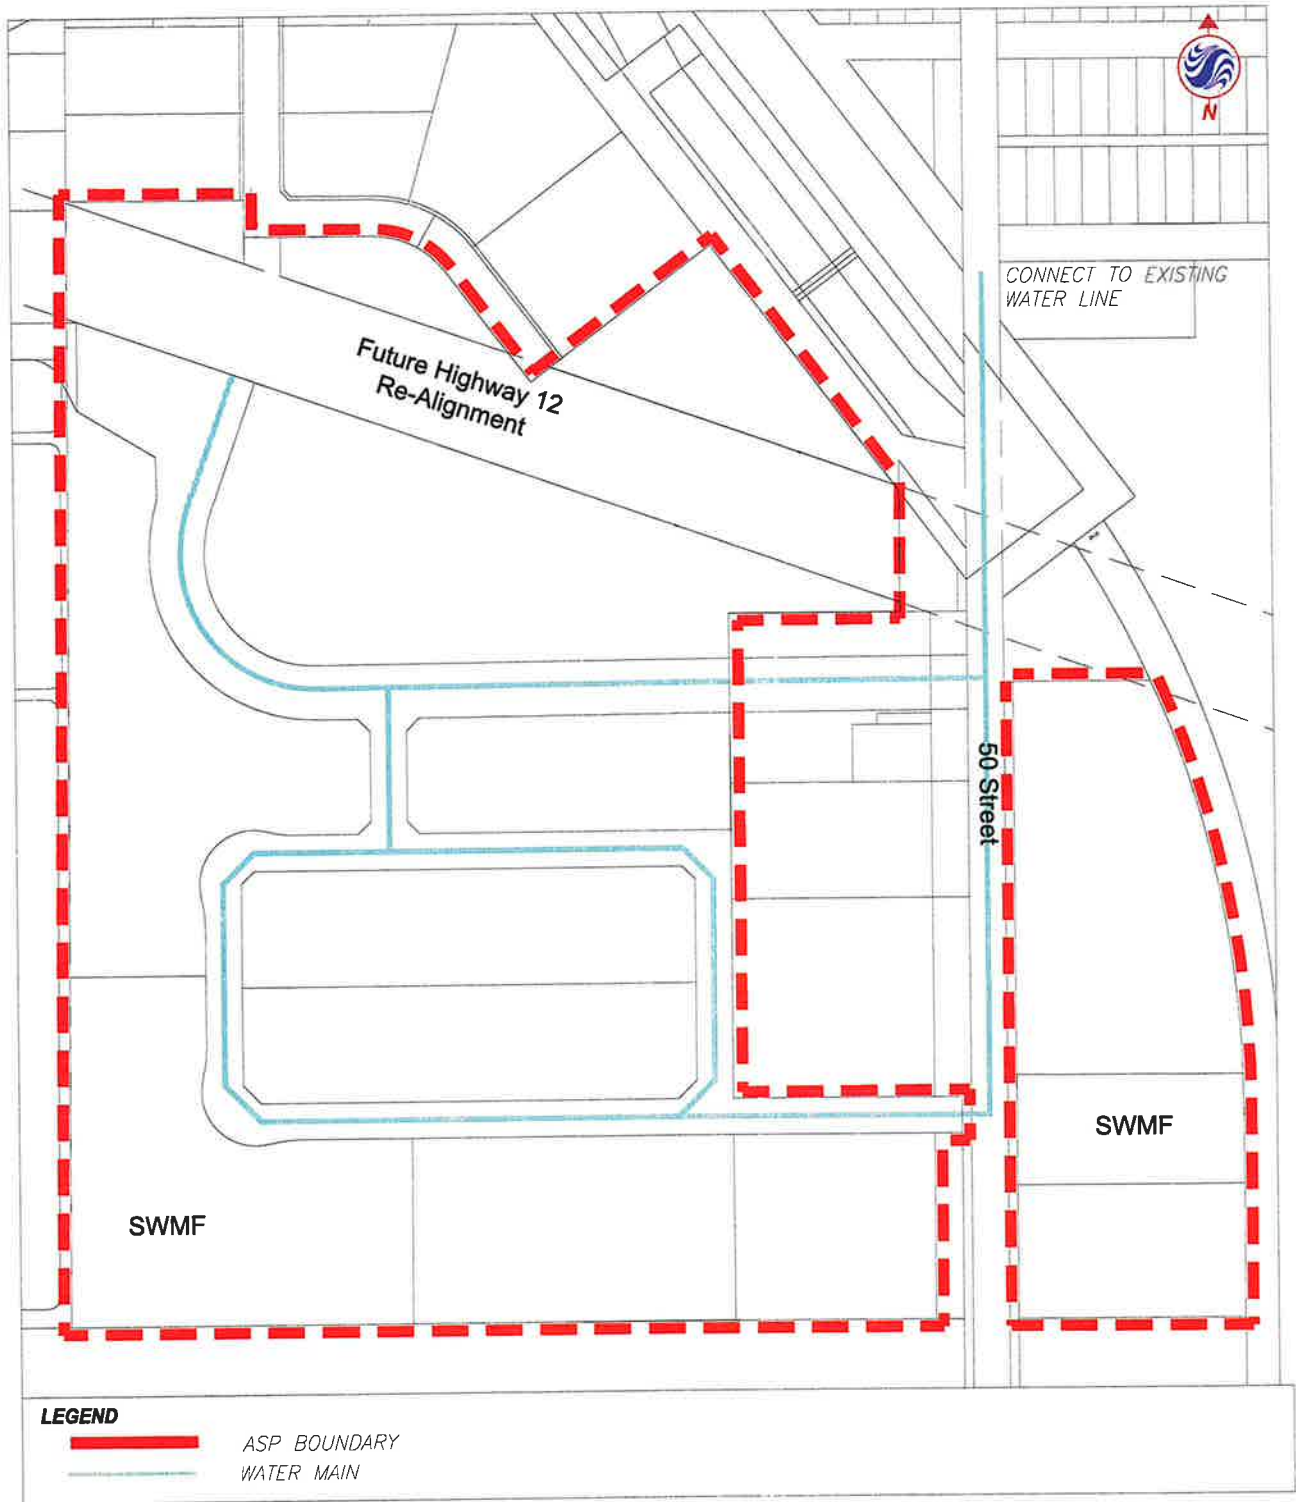 N
CONNECT TO EXISTING
WATER LINE
Future Highway 12
Re-Alignment
50 Street
SWMF
SWMF
LEGEND
ASP BOUNDARY
WATER MAIN